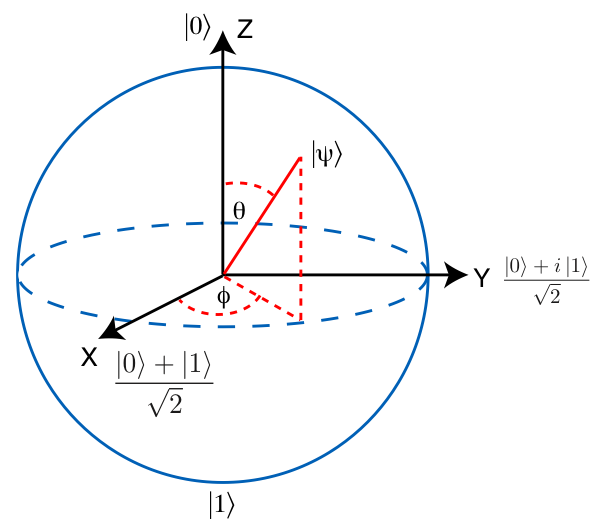 |0⟩ Z
|ψ⟩
θ
ϕ
Y (|0⟩ + i |1⟩)/√2
X
(|0⟩ + |1⟩)/√2
|1⟩